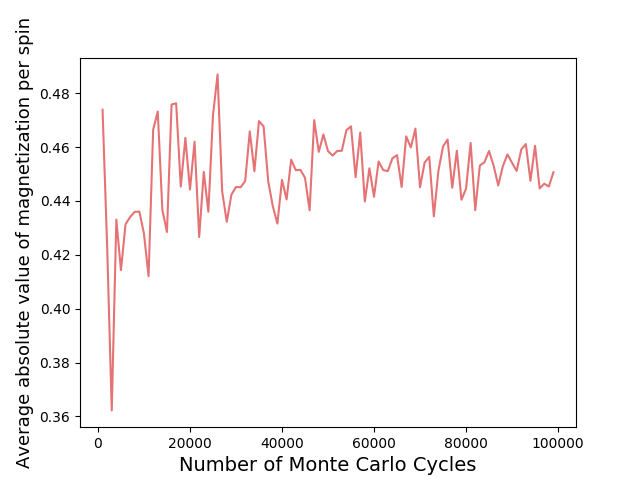 Average absolute value of magnetization per spin
0.48
0.46
0.44
0.42
0.40
0.38
0.36
0 20000 40000 60000 80000 100000
Number of Monte Carlo Cycles